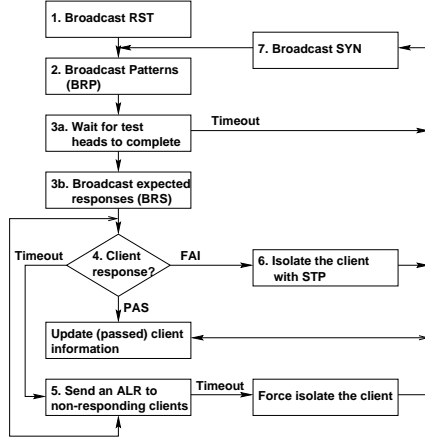 1. Broadcast RST
7. Broadcast SYN
2. Broadcast Patterns
(BRP)
3a. Wait for test
heads to complete
Timeout
3b. Broadcast expected
responses (BRS)
Timeout
4. Client
response?
FAI
6. Isolate the client
with STP
PAS
Update (passed) client
information
5. Send an ALR to
non-responding clients
Timeout
Force isolate the client